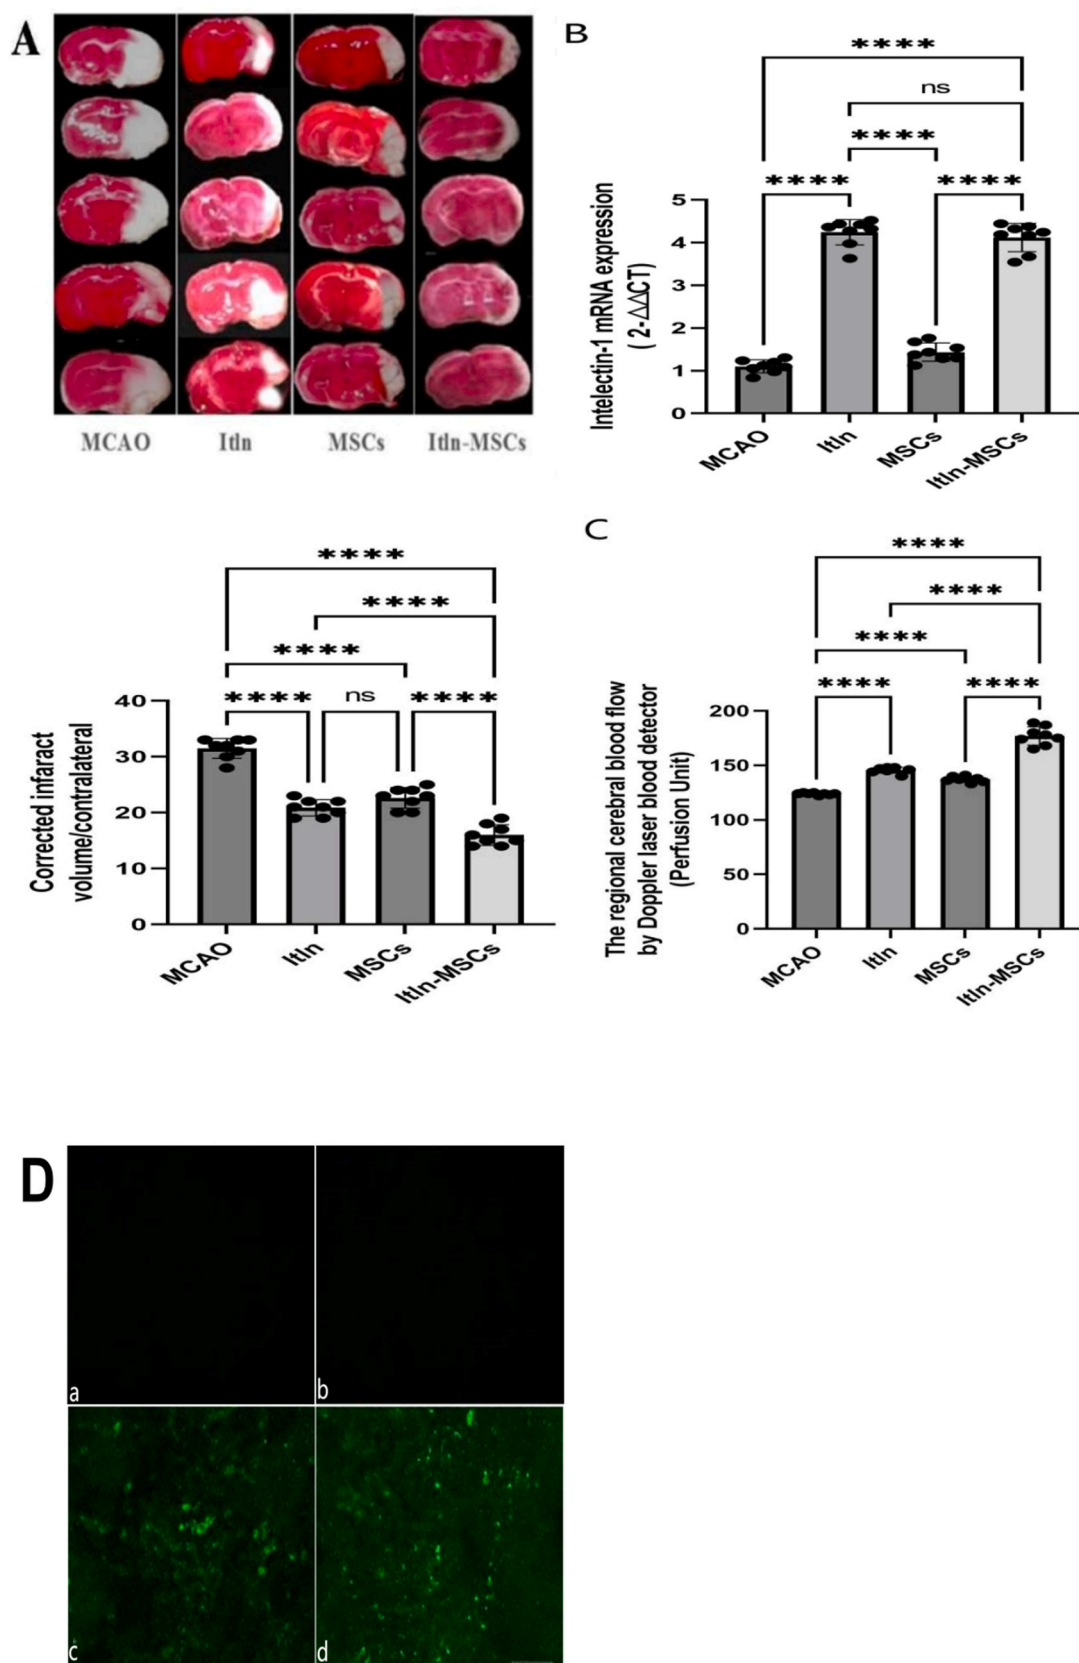 A
MCAO
Itln
MSCs
Itln-MSCs
B
****
ns
****
****
****
Intelectin-1 mRNA expression
( 2-ΔΔCT)
5
4
3
2
1
0
MCAO
Itln
MSCs
Itln-MSCs
****
****
****
****
ns
****
Corrected infaract
volume/contralateral
40
30
20
10
0
MCAO
Itln
MSCs
Itln-MSCs
C
****
****
****
****
****
The regional cerebral blood flow
by Doppler laser blood detector
(Perfusion Unit)
200
150
100
50
0
MCAO
Itln
MSCs
Itln-MSCs
D
a
b
c
d